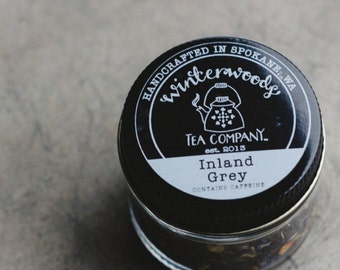 HANDCRAFTED IN SPOKANE, WA
Winterwoods
TEA COMPANY
est. 2013
Inland
Grey
CONTAINS CAFFEINE